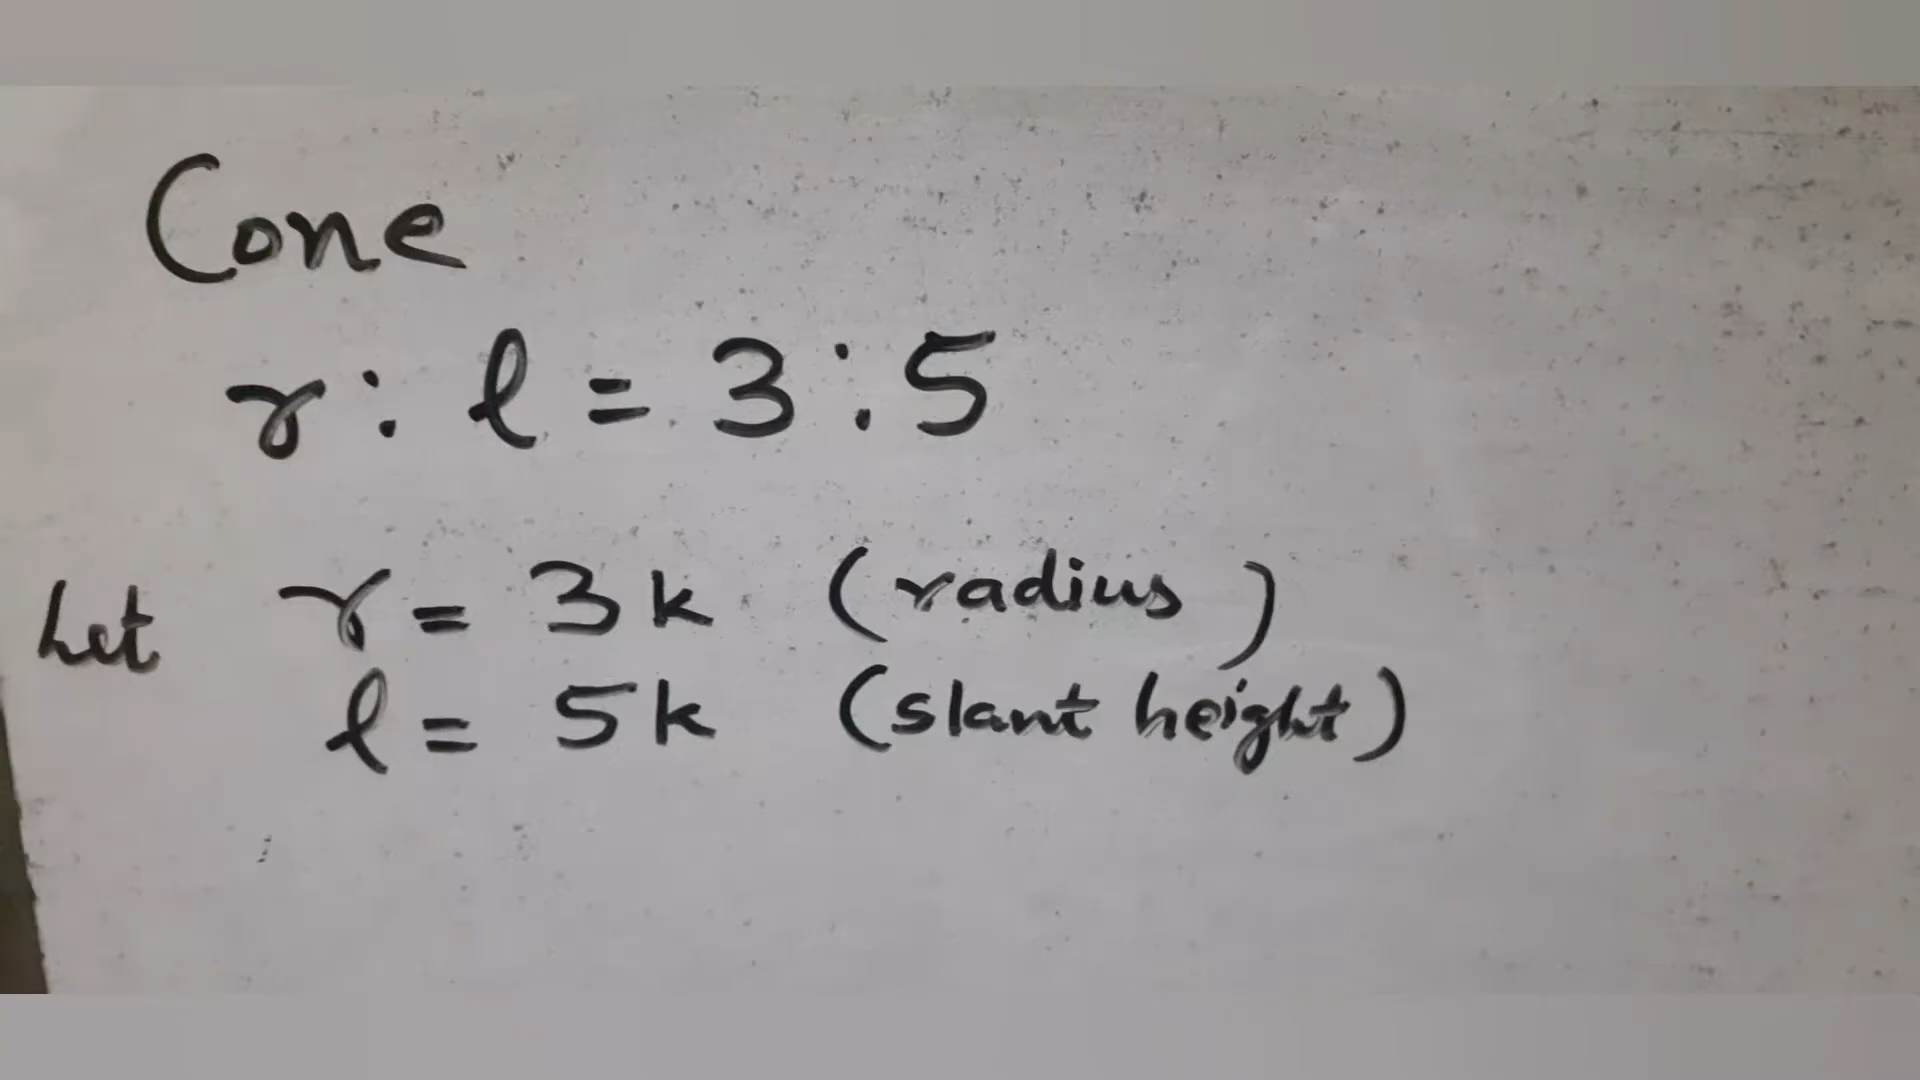 Cone
r : l = 3 : 5
Let r = 3k (radius)
l = 5k (slant height)